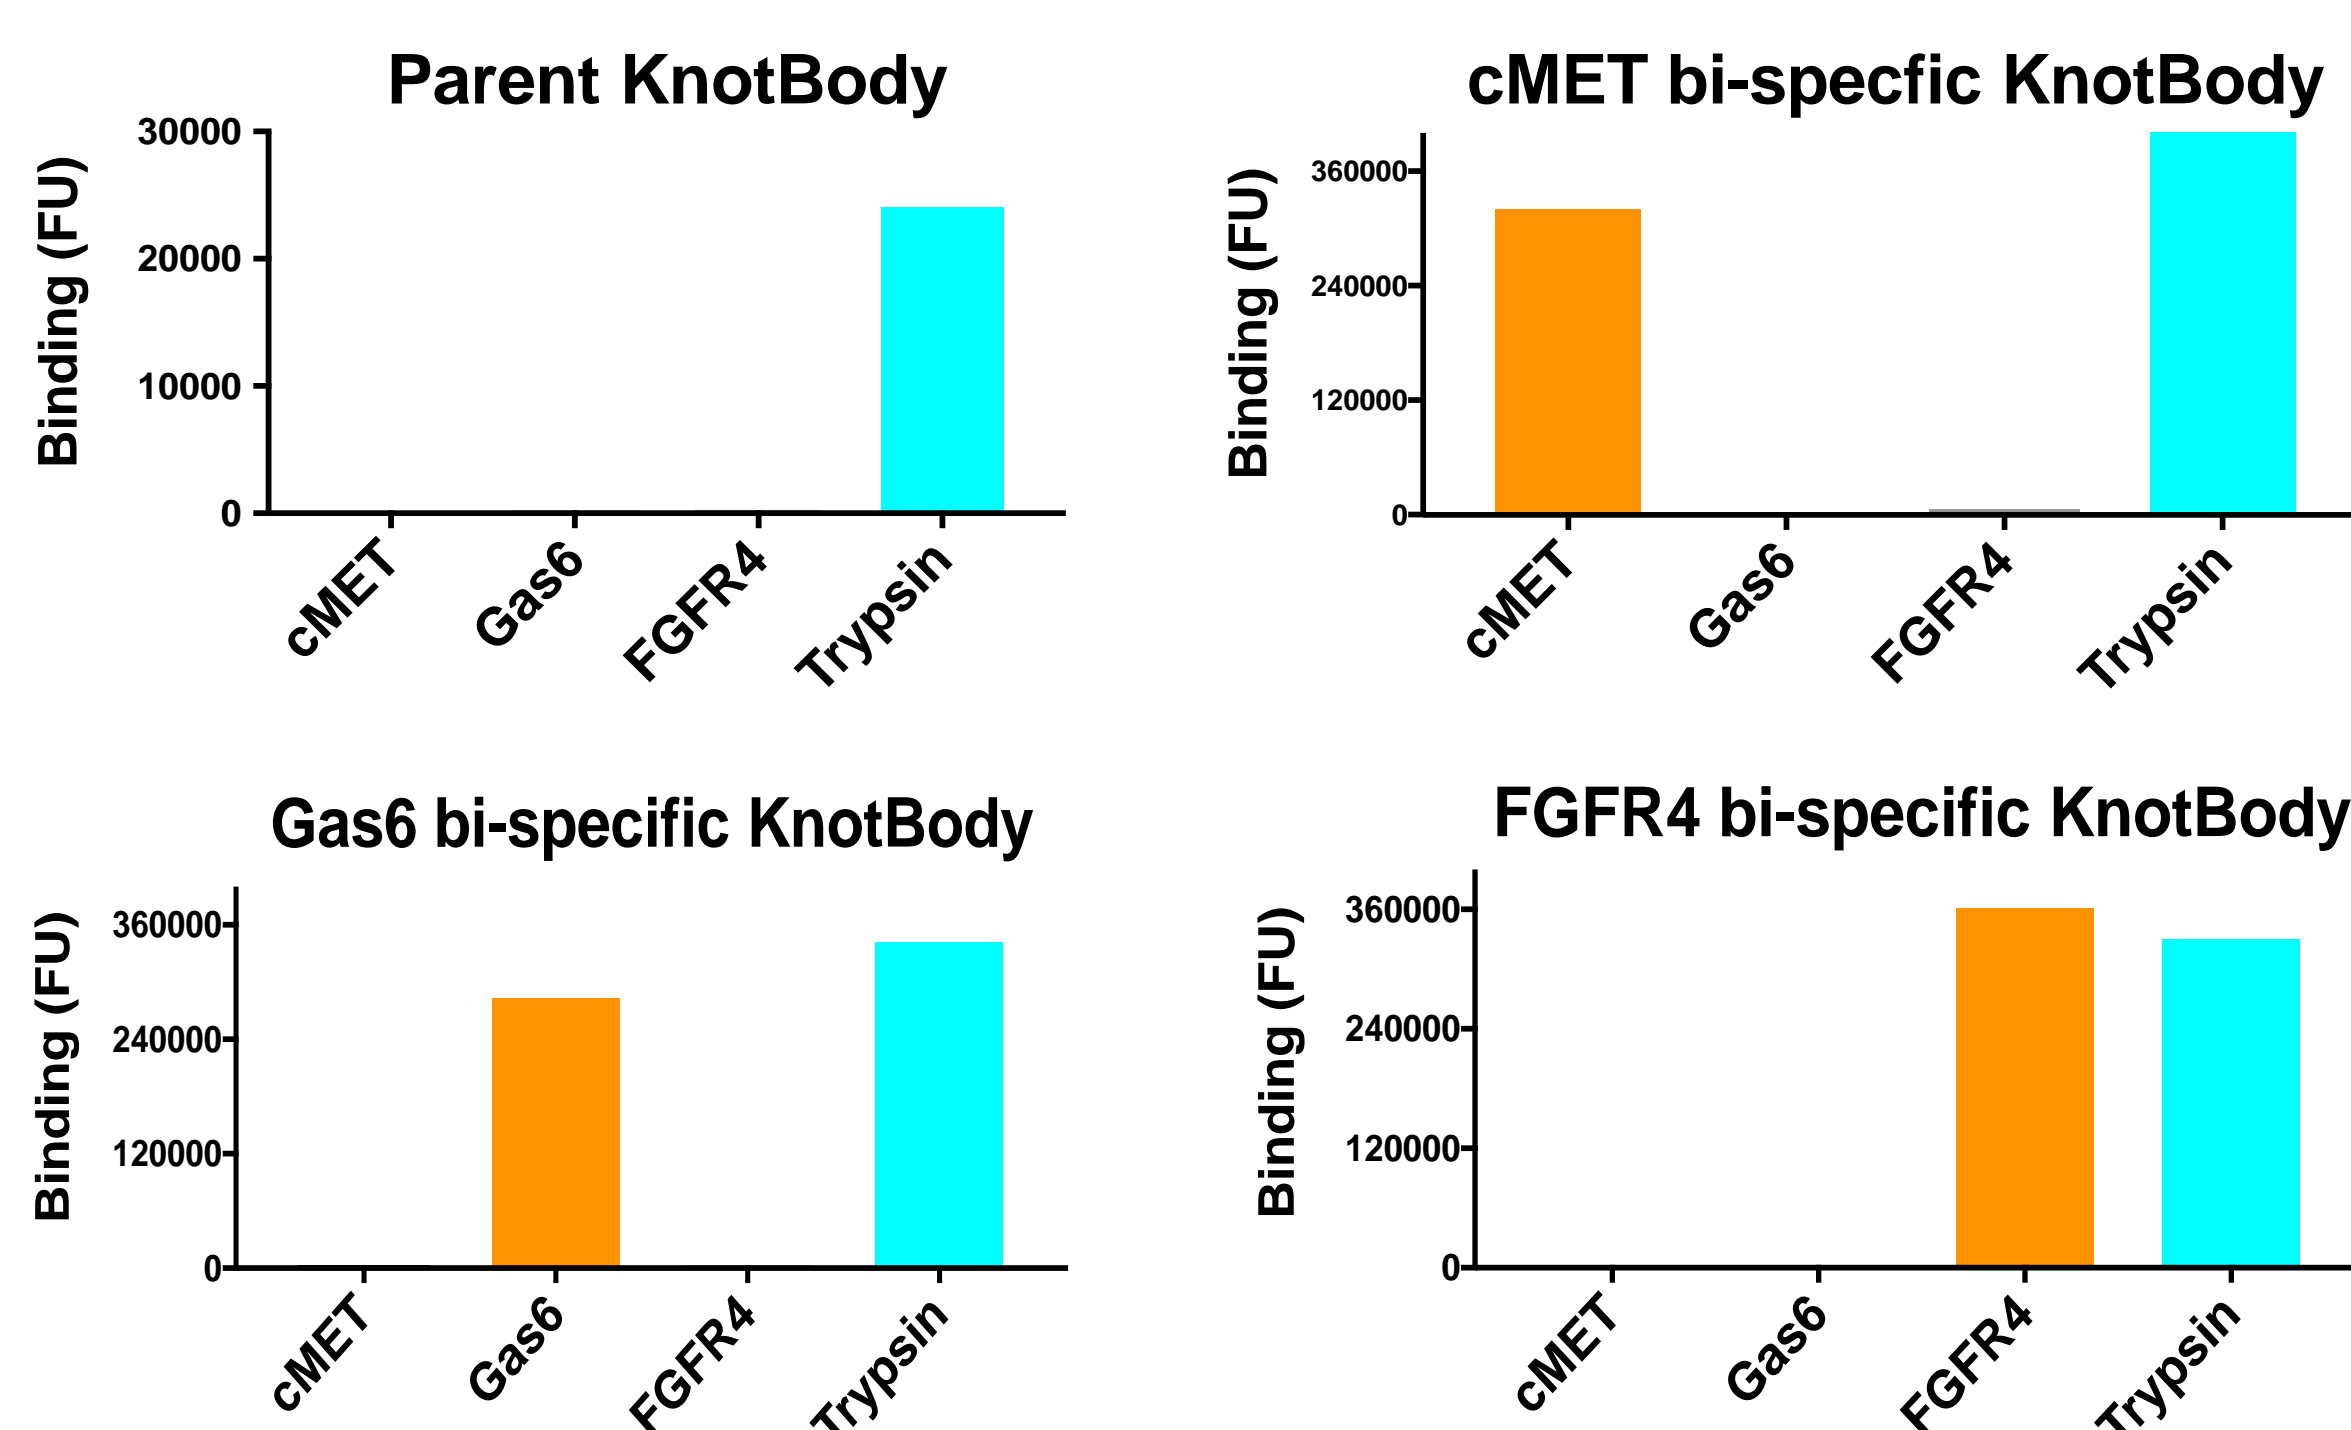 Parent KnotBody
Binding (FU)
30000
20000
10000
0
cMET
Gas6
FGFR4
Trypsin
cMET bi-specfic KnotBody
Binding (FU)
360000
240000
120000
0
cMET
Gas6
FGFR4
Trypsin
Gas6 bi-specific KnotBody
Binding (FU)
360000
240000
120000
0
cMET
Gas6
FGFR4
Trypsin
FGFR4 bi-specific KnotBody
Binding (FU)
360000
240000
120000
0
cMET
Gas6
FGFR4
Trypsin